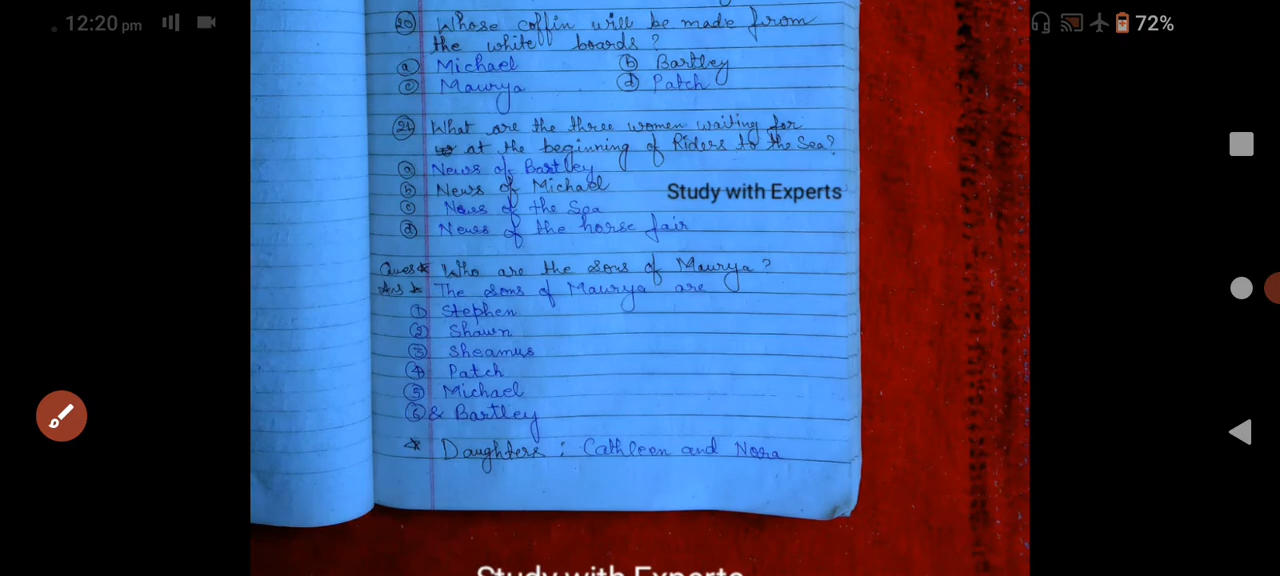 12:20 pm
72%
20 Whose coffin will be made from
the white boards?
a Michael b Bartley
c Maurya d Patch
21 What are the three women waiting for
at the beginning of Riders to the Sea?
a News of Bartley
b News of Michael
Study with Experts
c News of the Sea
d News of the horse fair
Ques * Who are the sons of Maurya?
Ans * The sons of Maurya are
1 Stephen
2 Shawn
3 Sheamus
4 Patch
5 Michael
6 & Bartley
* Daughters : Cathleen and Nora
Study with Experts